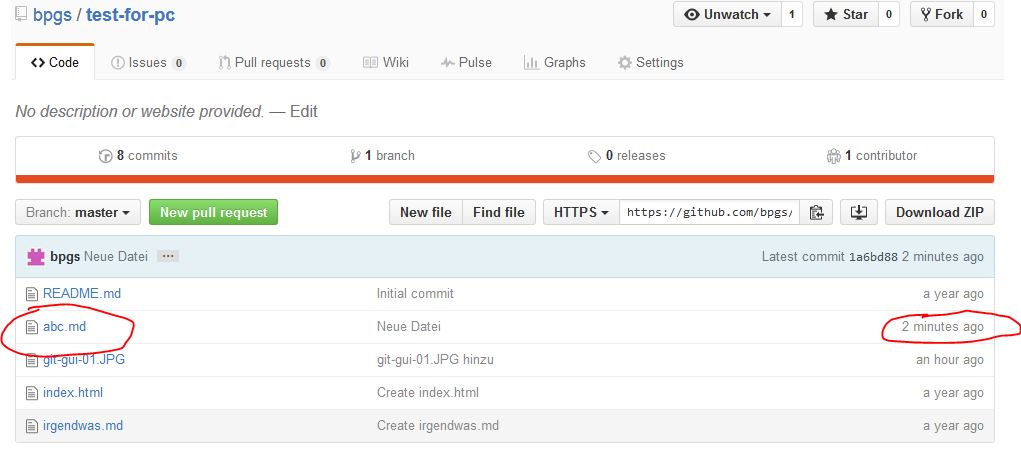 bpgs / test-for-pc
Unwatch 1 Star 0 Fork 0
Code Issues 0 Pull requests 0 Wiki Pulse Graphs Settings
No description or website provided. — Edit
8 commits 1 branch 0 releases 1 contributor
Branch: master New pull request New file Find file HTTPS https://github.com/bpgs/ Download ZIP
bpgs Neue Datei ... Latest commit 1a6bd88 2 minutes ago
README.md Initial commit a year ago
abc.md Neue Datei 2 minutes ago
git-gui-01.JPG git-gui-01.JPG hinzu an hour ago
index.html Create index.html a year ago
irgendwas.md Create irgendwas.md a year ago